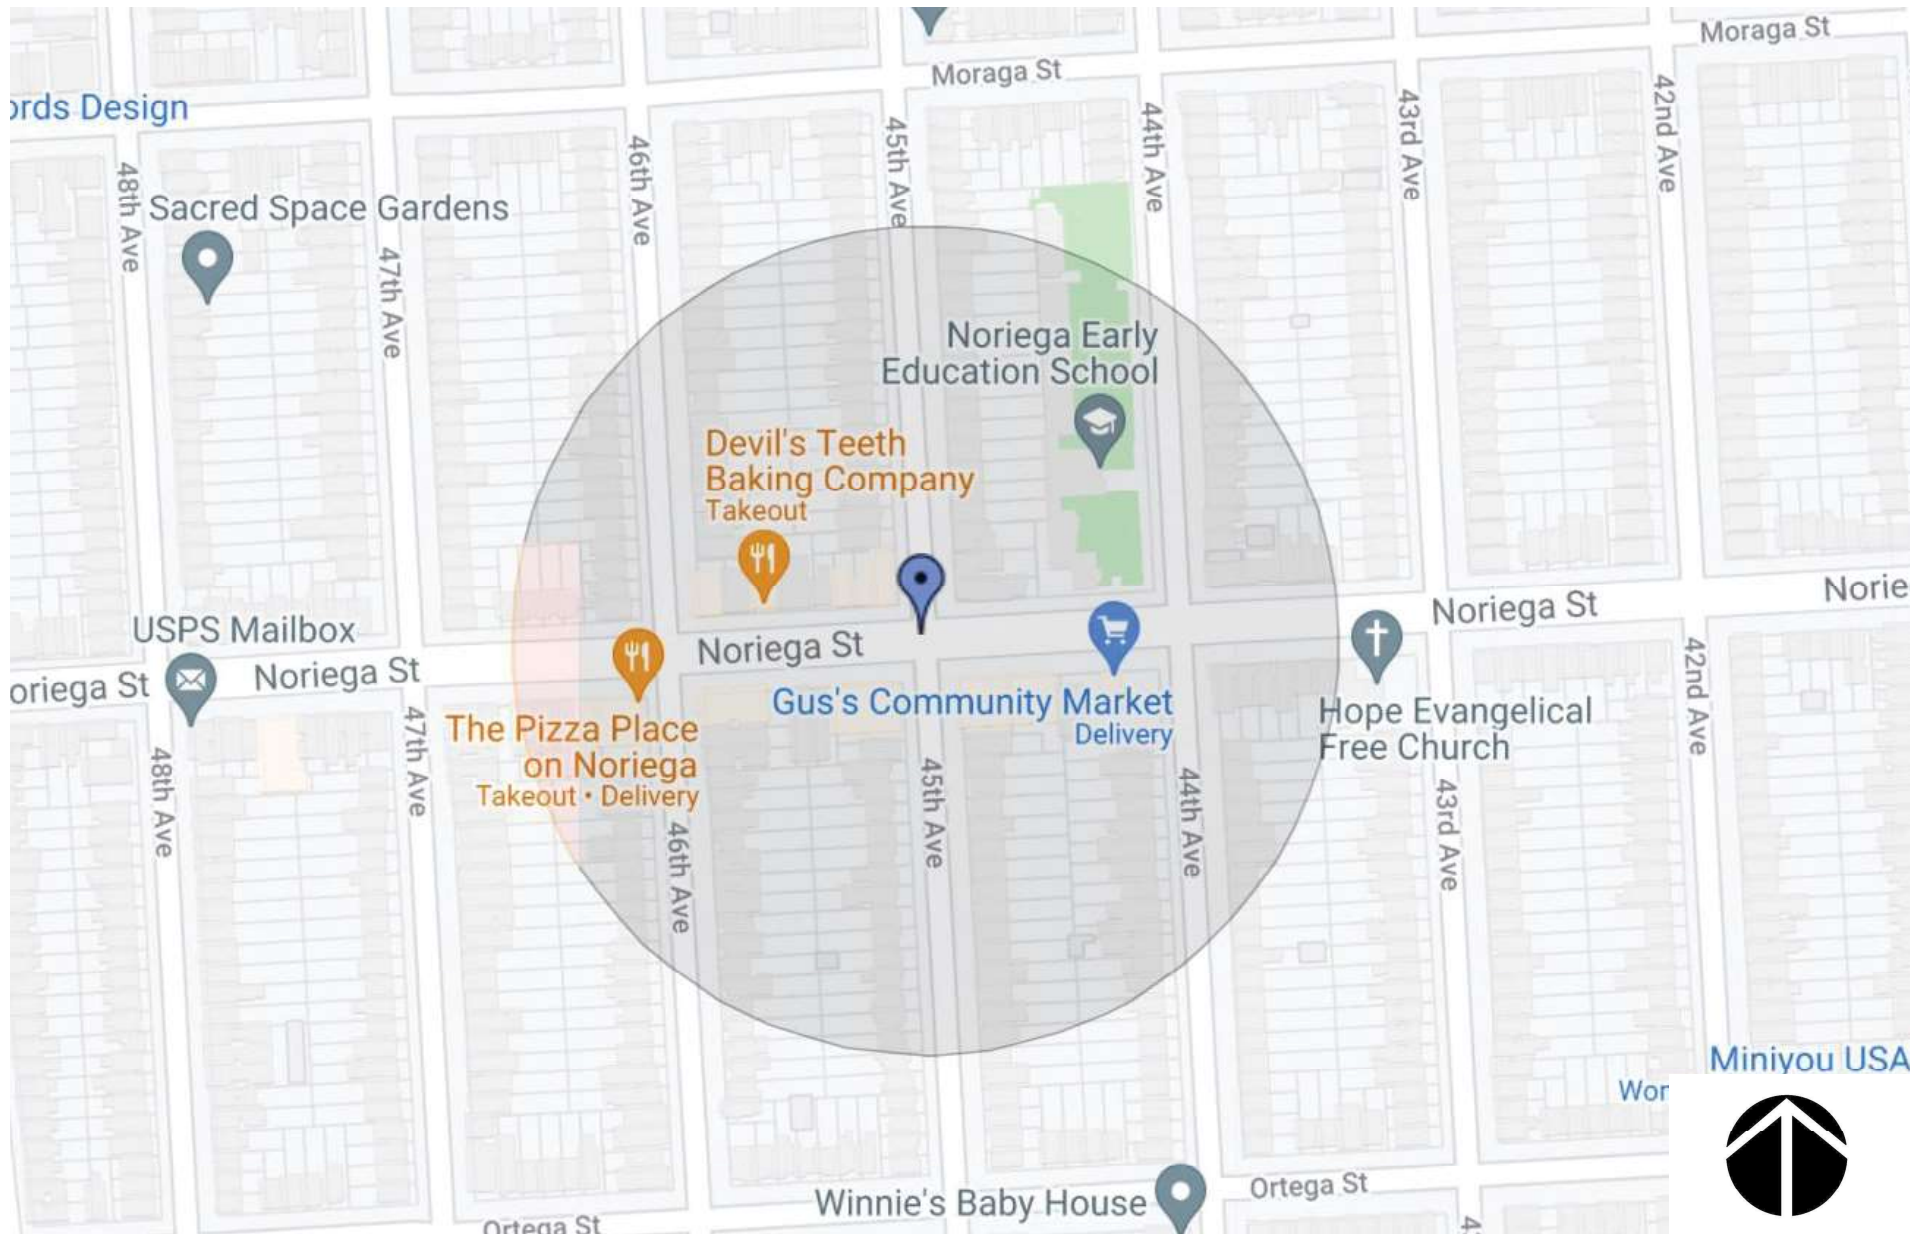 Moraga St
Moraga St
ords Design
48th Ave
Sacred Space Gardens
47th Ave
46th Ave
45th Ave
44th Ave
43rd Ave
42nd Ave
Noriega Early
Education School
Devil's Teeth
Baking Company
Takeout
USPS Mailbox
oriega St
Noriega St
Noriega St
Noriega St
Norie
The Pizza Place
on Noriega
Takeout • Delivery
Gus's Community Market
Delivery
Hope Evangelical
Free Church
48th Ave
47th Ave
46th Ave
45th Ave
44th Ave
43rd Ave
42nd Ave
Miniyou USA
Wor
Winnie's Baby House
Ortega St
Ortega St
4